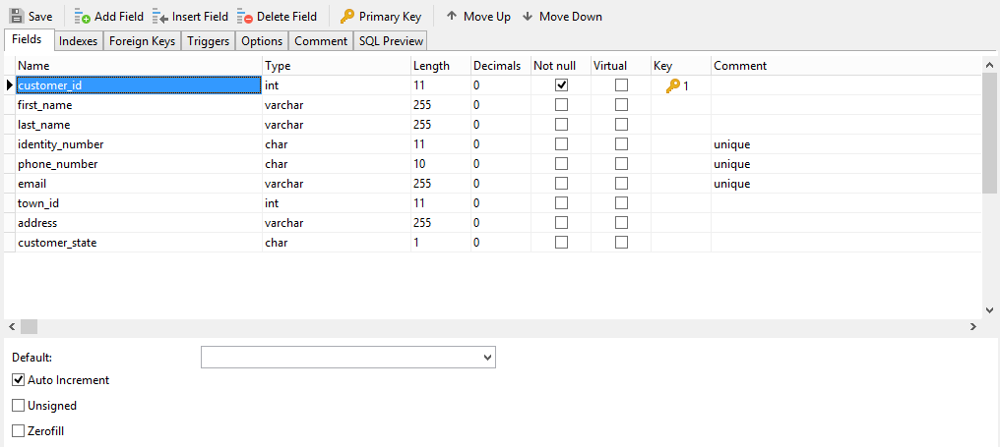 Save Add Field Insert Field Delete Field Primary Key Move Up Move Down
Fields Indexes Foreign Keys Triggers Options Comment SQL Preview
Name Type Length Decimals Not null Virtual Key Comment
customer_id int 11 0 1
first_name varchar 255 0
last_name varchar 255 0
identity_number char 11 0 unique
phone_number char 10 0 unique
email varchar 255 0 unique
town_id int 11 0
address varchar 255 0
customer_state char 1 0
Default:
Auto Increment
Unsigned
Zerofill